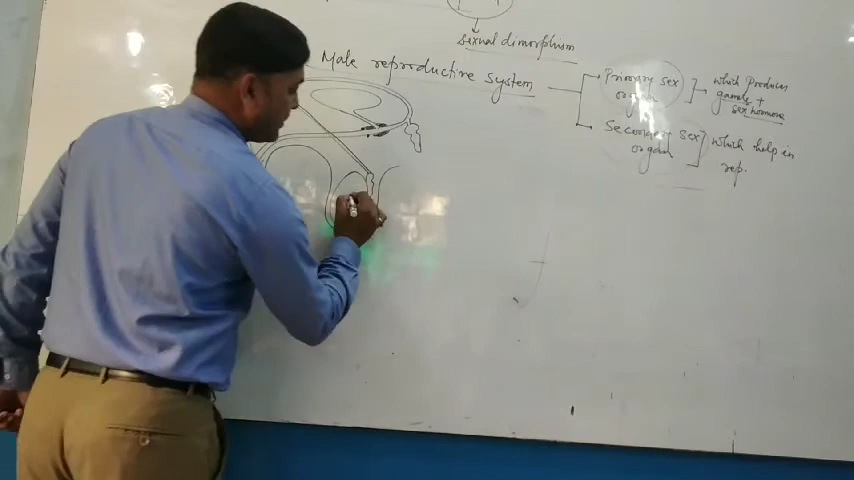 sexual dimorphism
Male reproductive system
Primary sex
organ
which Produces
gamets +
sex hormone
Secondary sex
organ
which help in
rep.